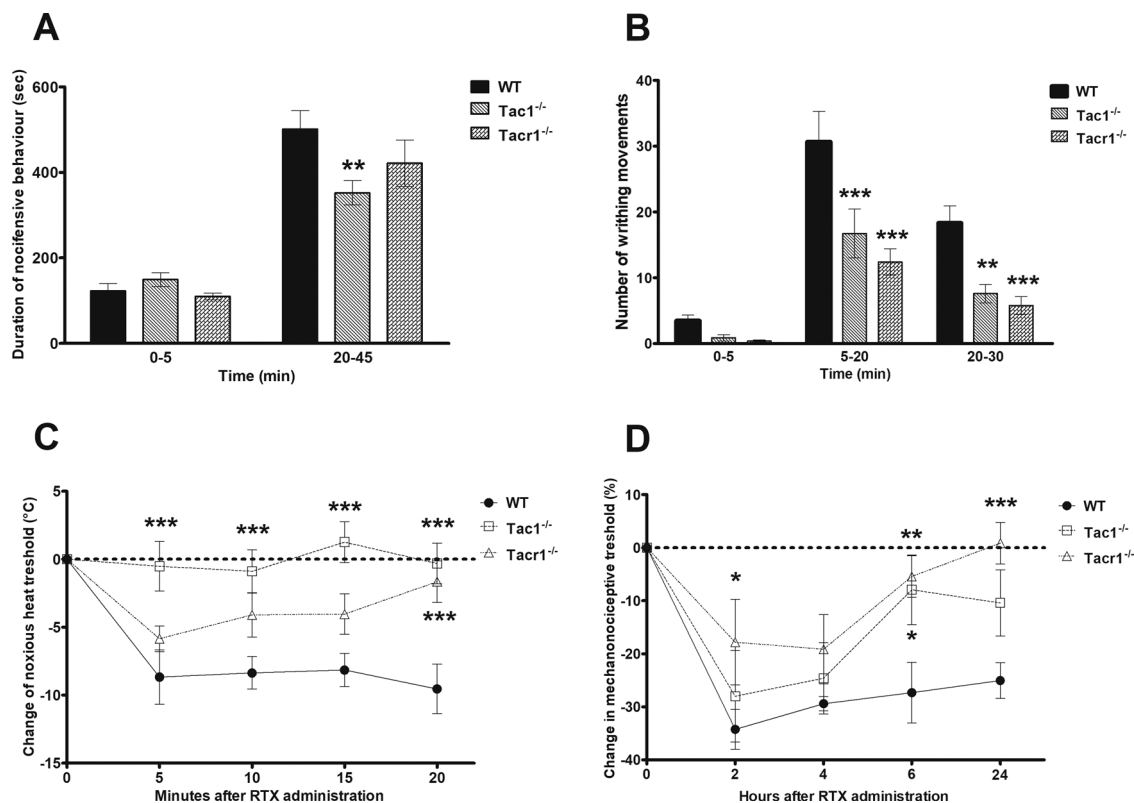 A
Duration of nocifensive behaviour (sec)
600
400
200
0
**
WT
Tac1-/-
Tacr1-/-
0-5
20-45
Time (min)
B
Number of writhing movements
40
30
20
10
0
***
***
**
***
WT
Tac1-/-
Tacr1-/-
0-5
5-20
20-30
Time (min)
C
Change of noxious heat treshold (°C)
5
0
-5
-10
-15
***
***
***
***
***
WT
Tac1-/-
Tacr1-/-
0
5
10
15
20
Minutes after RTX administration
D
Change in mechanonociceptive treshold (%)
10
0
-10
-20
-30
-40
*
**
*
***
WT
Tac1-/-
Tacr1-/-
0
2
4
6
24
Hours after RTX administration